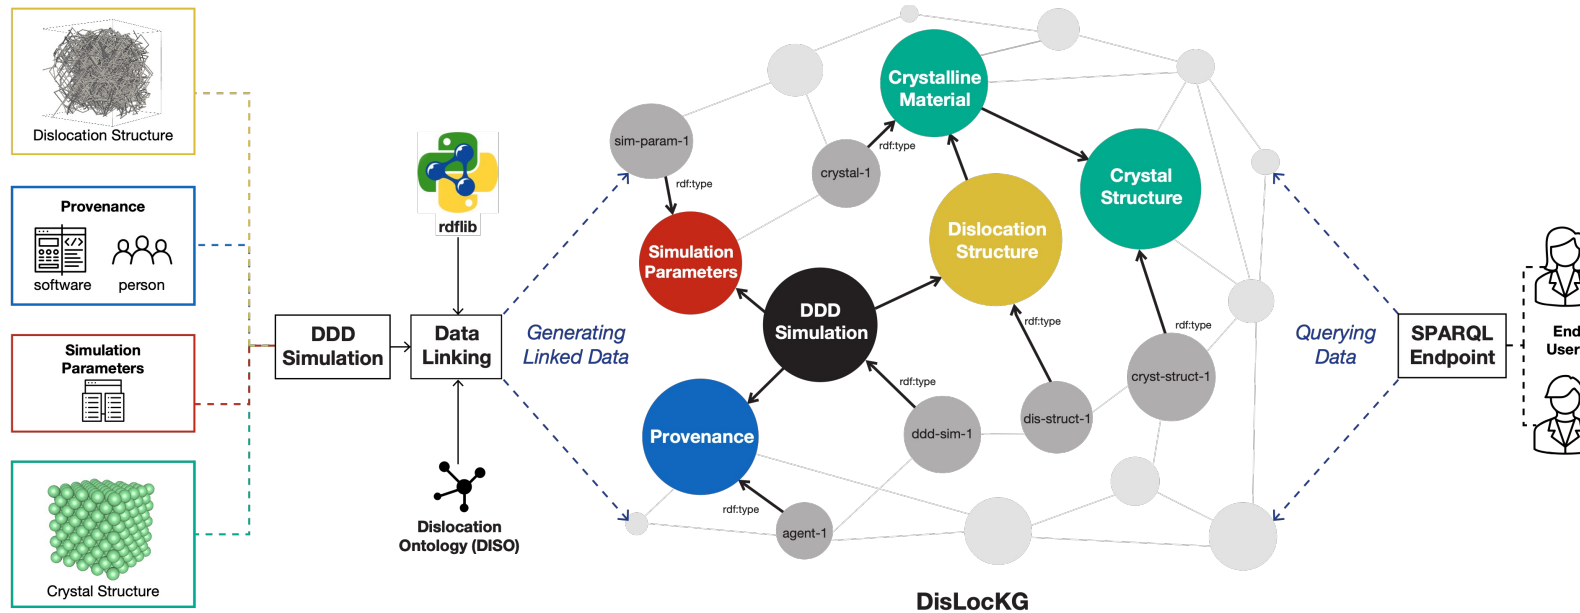 Dislocation Structure
Provenance
software
person
Simulation
Parameters
Crystal Structure
DDD
Simulation
rdflib
Data
Linking
Dislocation
Ontology (DISO)
Generating
Linked Data
sim-param-1
rdf:type
Simulation
Parameters
crystal-1
rdf:type
Crystalline
Material
Crystal
Structure
Dislocation
Structure
DDD
Simulation
rdf:type
rdf:type
rdf:type
Provenance
ddd-sim-1
dis-struct-1
cryst-struct-1
rdf:type
agent-1
DisLocKG
Querying
Data
SPARQL
Endpoint
End
User